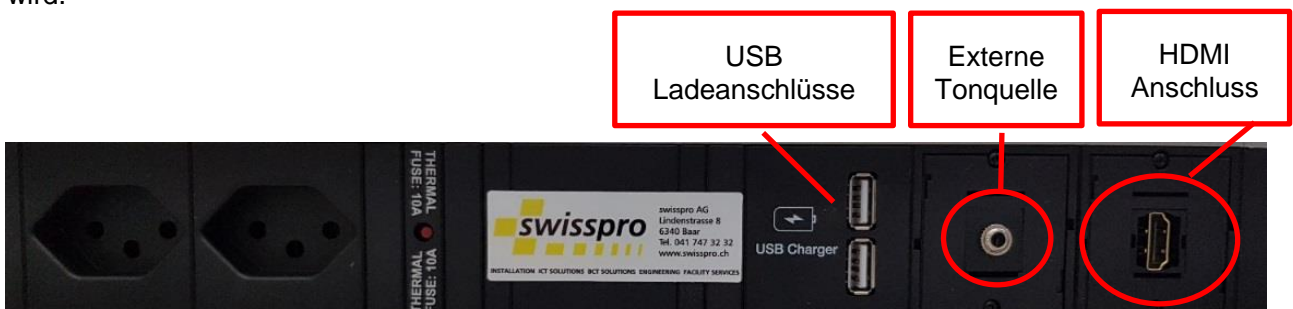 wird.
USB
Ladeanschlüsse
Externe
Tonquelle
HDMI
Anschluss
THERMAL
FUSE: 10A
FUSE: 10A
THERMAL
swisspro
swisspro AG
Lindenstrasse 8
6340 Baar
Tel. 041 747 32 32
www.swisspro.ch
INSTALLATION ICT SOLUTIONS BCT SOLUTIONS ENGINEERING FACILITY SERVICES
USB Charger